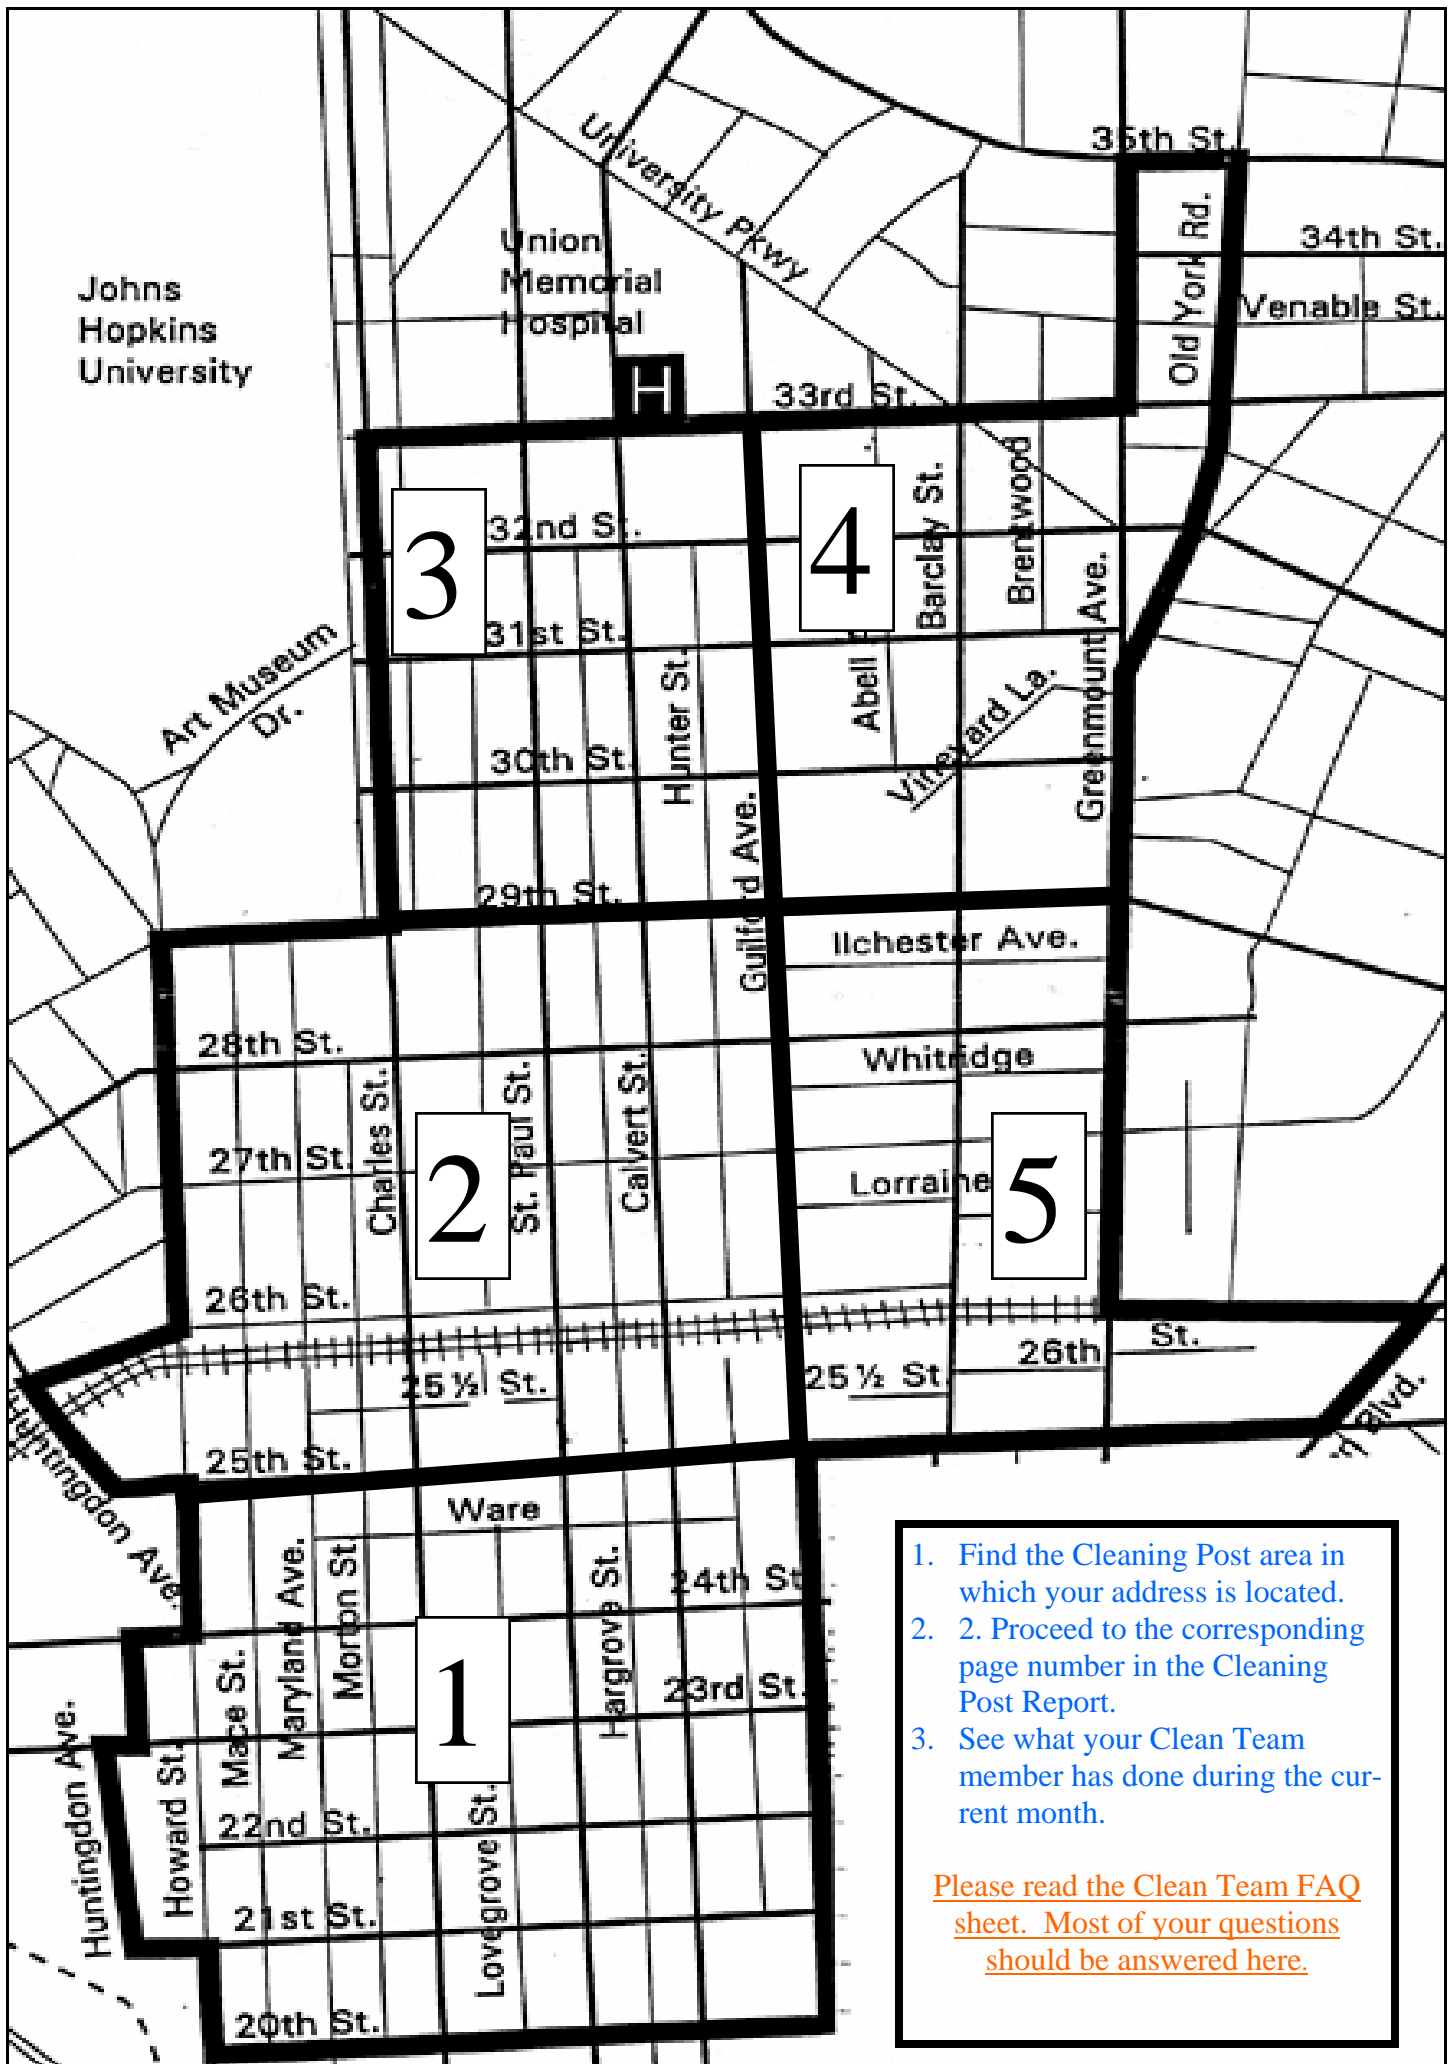 35th St.
University Pkwy
Old York Rd.
34th St.
Union
Memorial
Hospital
Johns
Hopkins
University
Venable St.
H
33rd St.
3
4
32nd St.
Barclay St.
Brentwood
31st St.
Greenmount Ave.
Art Museum
Dr.
Hunter St.
Abell
Vineyard La.
30th St.
Guilford Ave.
29th St.
Ilchester Ave.
28th St.
Whitridge
Charles St.
St. Paul St.
Calvert St.
27th St.
2
Lorraine
5
26th St.
26th St.
25 ½ St.
25 ½ St.
Blvd.
Huntingdon Ave.
25th St.
Ware
24th St.
Mace St.
Maryland Ave.
Morton St.
Hargrove St.
1
23rd St.
Huntingdon Ave.
Howard St.
22nd St.
Lovegrove St.
21st St.
20th St.
1. Find the Cleaning Post area in
which your address is located.
2. 2. Proceed to the corresponding
page number in the Cleaning
Post Report.
3. See what your Clean Team
member has done during the cur-
rent month.
Please read the Clean Team FAQ
sheet. Most of your questions
should be answered here.